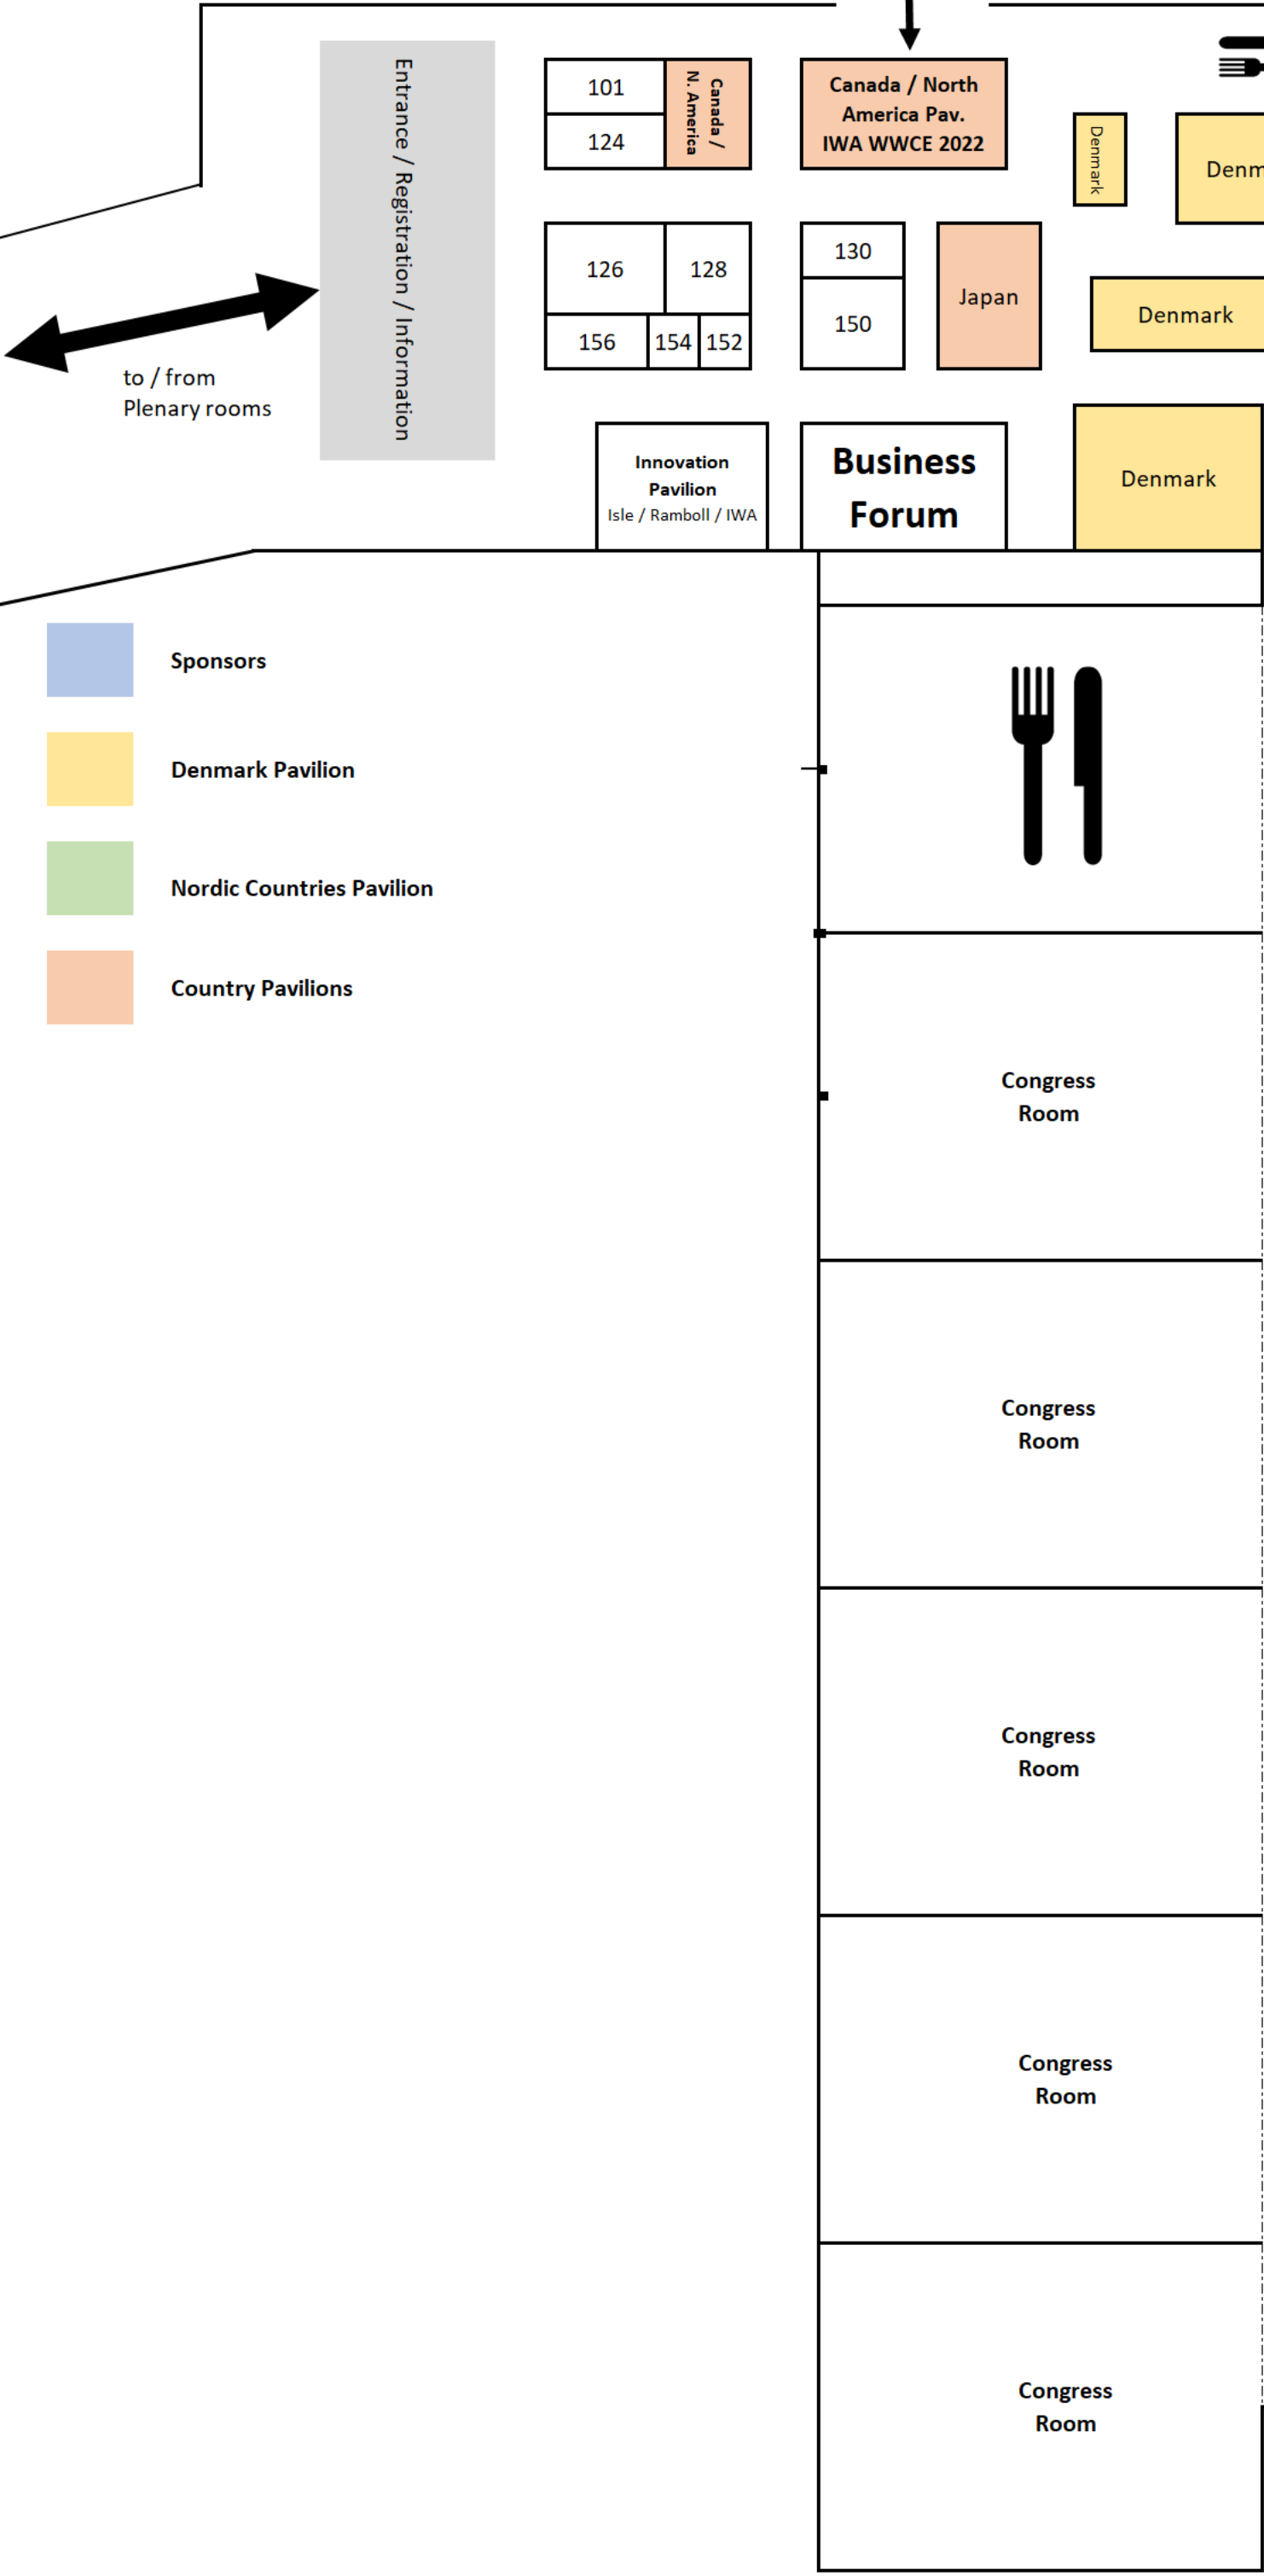 Entrance / Registration / Information
101
124
Canada /
N. America
Canada / North
America Pav.
IWA WWCE 2022
Denmark
Denm
126
128
156
154
152
130
150
Japan
Denmark
to / from
Plenary rooms
Innovation
Pavilion
Isle / Ramboll / IWA
Business
Forum
Denmark
Sponsors
Denmark Pavilion
Nordic Countries Pavilion
Country Pavilions
Congress
Room
Congress
Room
Congress
Room
Congress
Room
Congress
Room